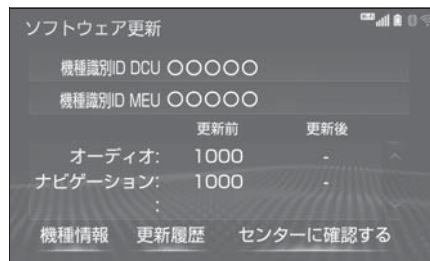 ソフトウェア更新
機種識別ID DCU ○○○○○
機種識別ID MEU ○○○○○
更新前 更新後
オーディオ: 1000 -
ナビゲーション: 1000 -
:
機種情報 更新履歴 センターに確認する